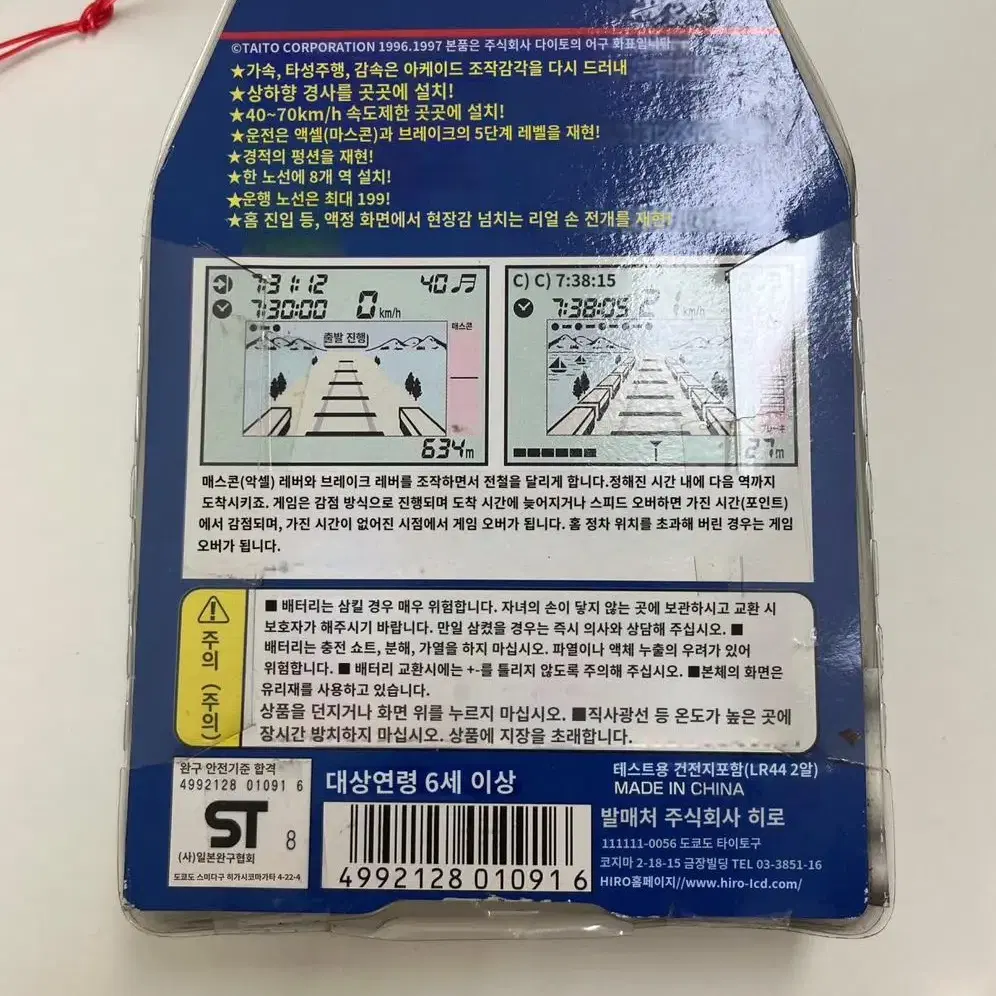 ©TAITO CORPORATION 1996.1997 본품은 주식회사 다이토의 어구 화표입니다.
★가속, 타성주행, 감속은 아케이드 조작감각을 다시 드러내
★상하향 경사를 곳곳에 설치!
★40~70km/h 속도제한 곳곳에 설치!
★운전은 액셀(마스콘)과 브레이크의 5단계 레벨을 재현!
★경적의 펑션을 재현!
★한 노선에 8개 역 설치!
★운행 노선은 최대 199!
★홈 진입 등, 액정 화면에서 현장감 넘치는 리얼 손 전개를 재현!
7:31:12 40
7:30:00 0 km/h
매스콘
출발 진행
634m
C) C) 7:38:15
7:38:05 21 km/h
27m
매스콘(악셀) 레버와 브레이크 레버를 조작하면서 전철을 달리게 합니다.정해진 시간 내에 다음 역까지
도착시키죠. 게임은 감점 방식으로 진행되며 도착 시간에 늦어지거나 스피드 오버하면 가진 시간(포인트)
에서 감점되며, 가진 시간이 없어진 시점에서 게임 오버가 됩니다. 홈 정차 위치를 초과해 버린 경우는 게임
오버가 됩니다.
주의 (주의)
■ 배터리는 삼킬 경우 매우 위험합니다. 자녀의 손이 닿지 않는 곳에 보관하시고 교환 시
보호자가 해주시기 바랍니다. 만일 삼켰을 경우는 즉시 의사와 상담해 주십시오. ■
배터리는 충전 쇼트, 분해, 가열을 하지 마십시오. 파열이나 액체 누출의 우려가 있어
위험합니다. ■ 배터리 교환시에는 +-를 틀리지 않도록 주의해 주십시오. ■본체의 화면은
유리재를 사용하고 있습니다.
상품을 던지거나 화면 위를 누르지 마십시오. ■직사광선 등 온도가 높은 곳에
장시간 방치하지 마십시오. 상품에 지장을 초래합니다.
완구 안전기준 합격
4992128 01091 6
ST 8
(사)일본완구협회
도쿄도 스미다구 히가시코마가타 4-22-4
대상연령 6세 이상
4992128 010916
테스트용 건전지포함(LR44 2알)
MADE IN CHINA
발매처 주식회사 히로
111111-0056 도쿄도 타이토구
코지마 2-18-15 금장빌딩 TEL 03-3851-16
HIRO홈페이지//www.hiro-lcd.com/